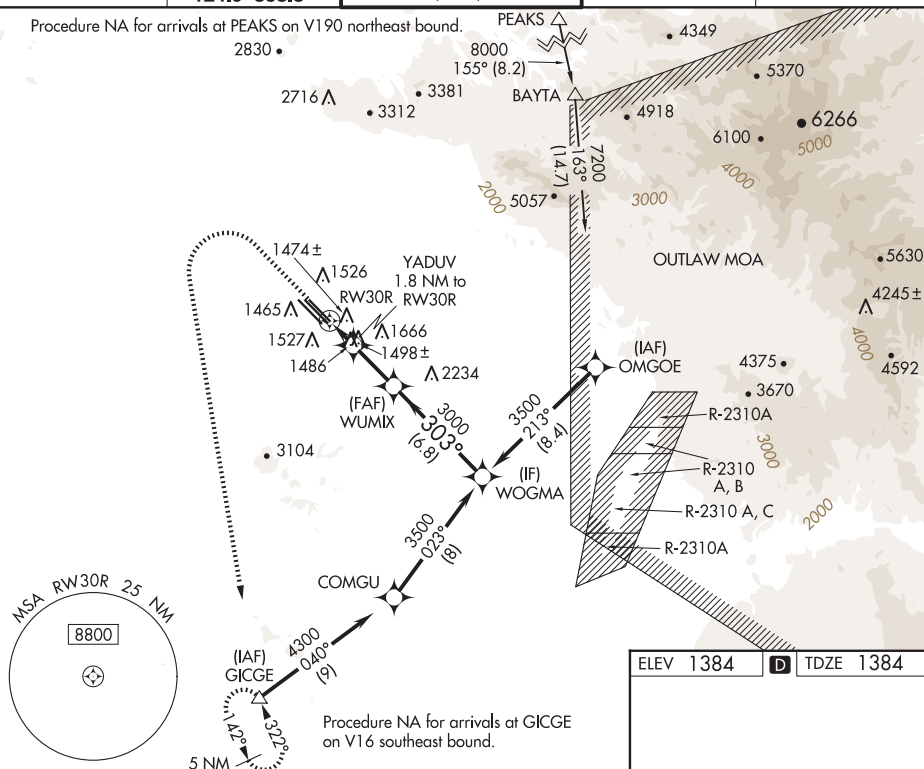 Procedure NA for arrivals at PEAKS on V190 northeast bound.
PEAKS
4349
2830
8000
155° (8.2)
5370
2716
3381
BAYTA
3312
4918
6266
6100
5000
7200
163°
(14.7)
4000
2000
5057
3000
1474±
1526
YADUV
1.8 NM to
RW30R
OUTLAW MOA
5630
RW30R
1465
4245±
1527
1666
1486
1498±
(IAF)
OMGOE
4000
4375
4592
2234
3670
(FAF)
WUMIX
3000
303°
(6.8)
3500
213°
(8.4)
R-2310A
3104
3000
(IF)
WOGMA
R-2310
A, B
R-2310 A, C
2000
3500
023°
(8)
R-2310A
COMGU
MSA RW30R 25 NM
8800
4300
040°
(9)
(IAF)
GICGE
142°
322°
5 NM
Procedure NA for arrivals at GICGE
on V16 southeast bound.
ELEV 1384
D
TDZE 1384